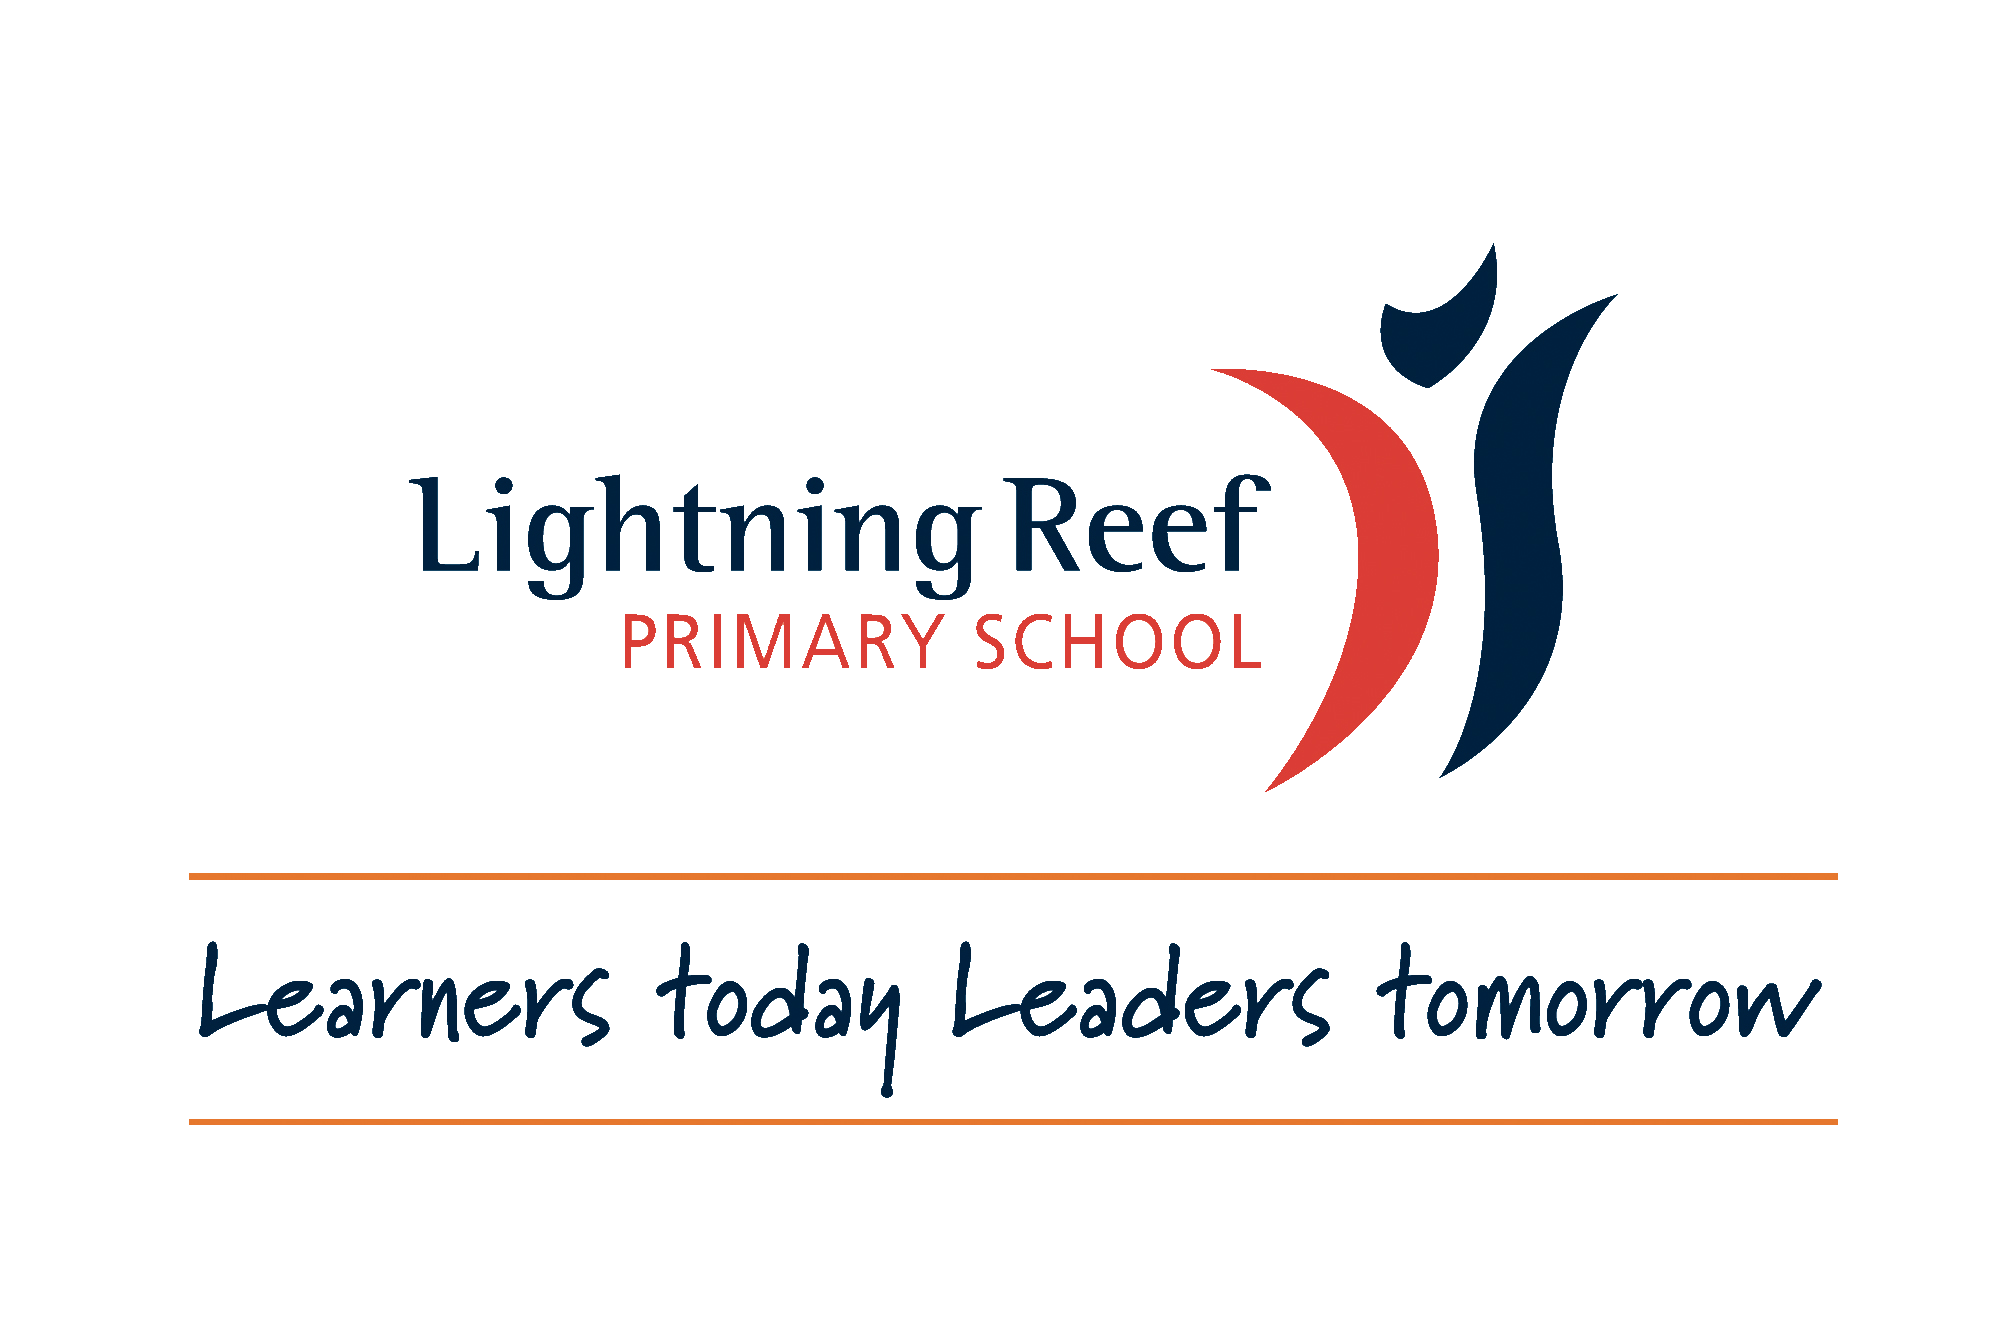 Lightning Reef
PRIMARY SCHOOL
Learners today Leaders tomorrow